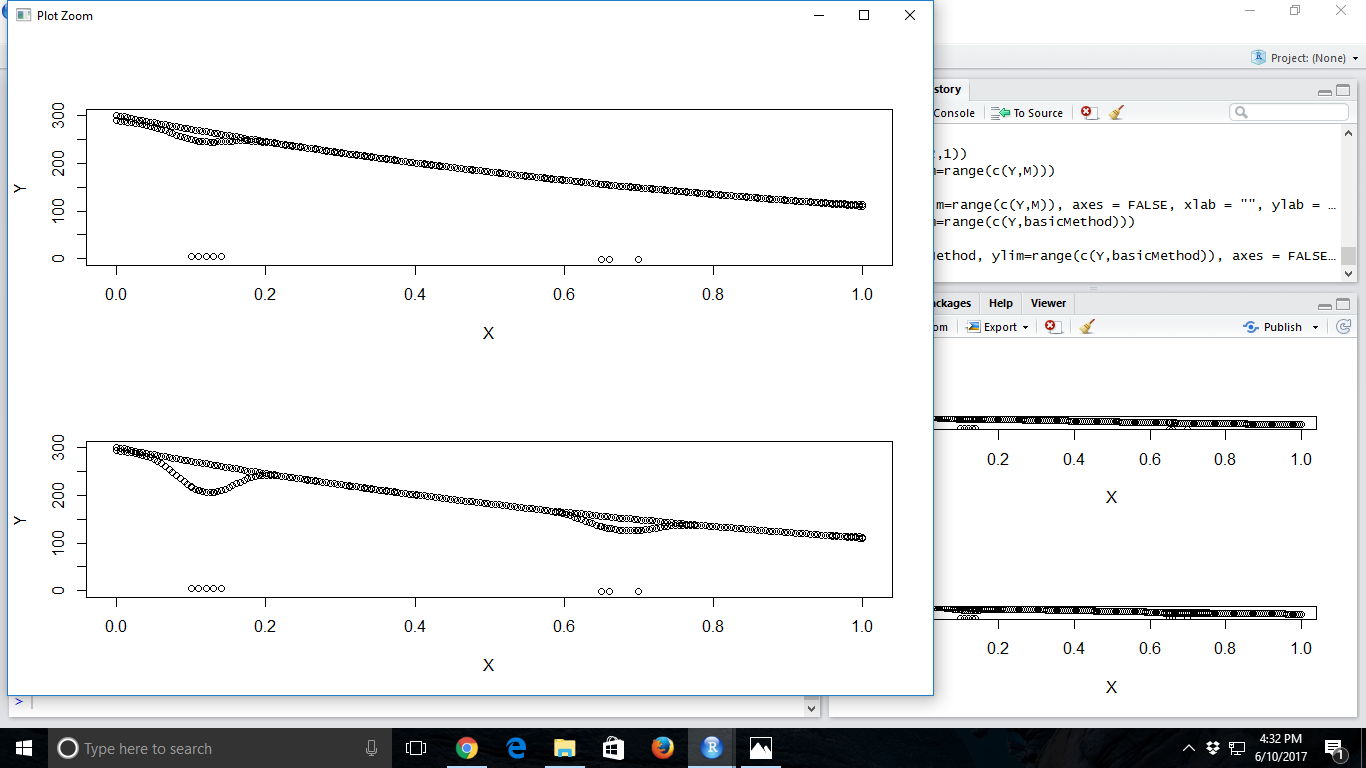 Plot Zoom
Project: (None)
300
200
100
0
Y
0.0 0.2 0.4 0.6 0.8 1.0
X
300
200
100
0
Y
0.0 0.2 0.4 0.6 0.8 1.0
X
story
Console To Source
,1))
=range(c(Y,M)))
m=range(c(Y,M)), axes = FALSE, xlab = "", ylab = …
=range(c(Y,basicMethod)))
ethod, ylim=range(c(Y,basicMethod)), axes = FALSE…
ckages Help Viewer
om Export Publish
0.2 0.4 0.6 0.8 1.0
X
0.2 0.4 0.6 0.8 1.0
X
>
Type here to search
R
4:32 PM
6/10/2017
1